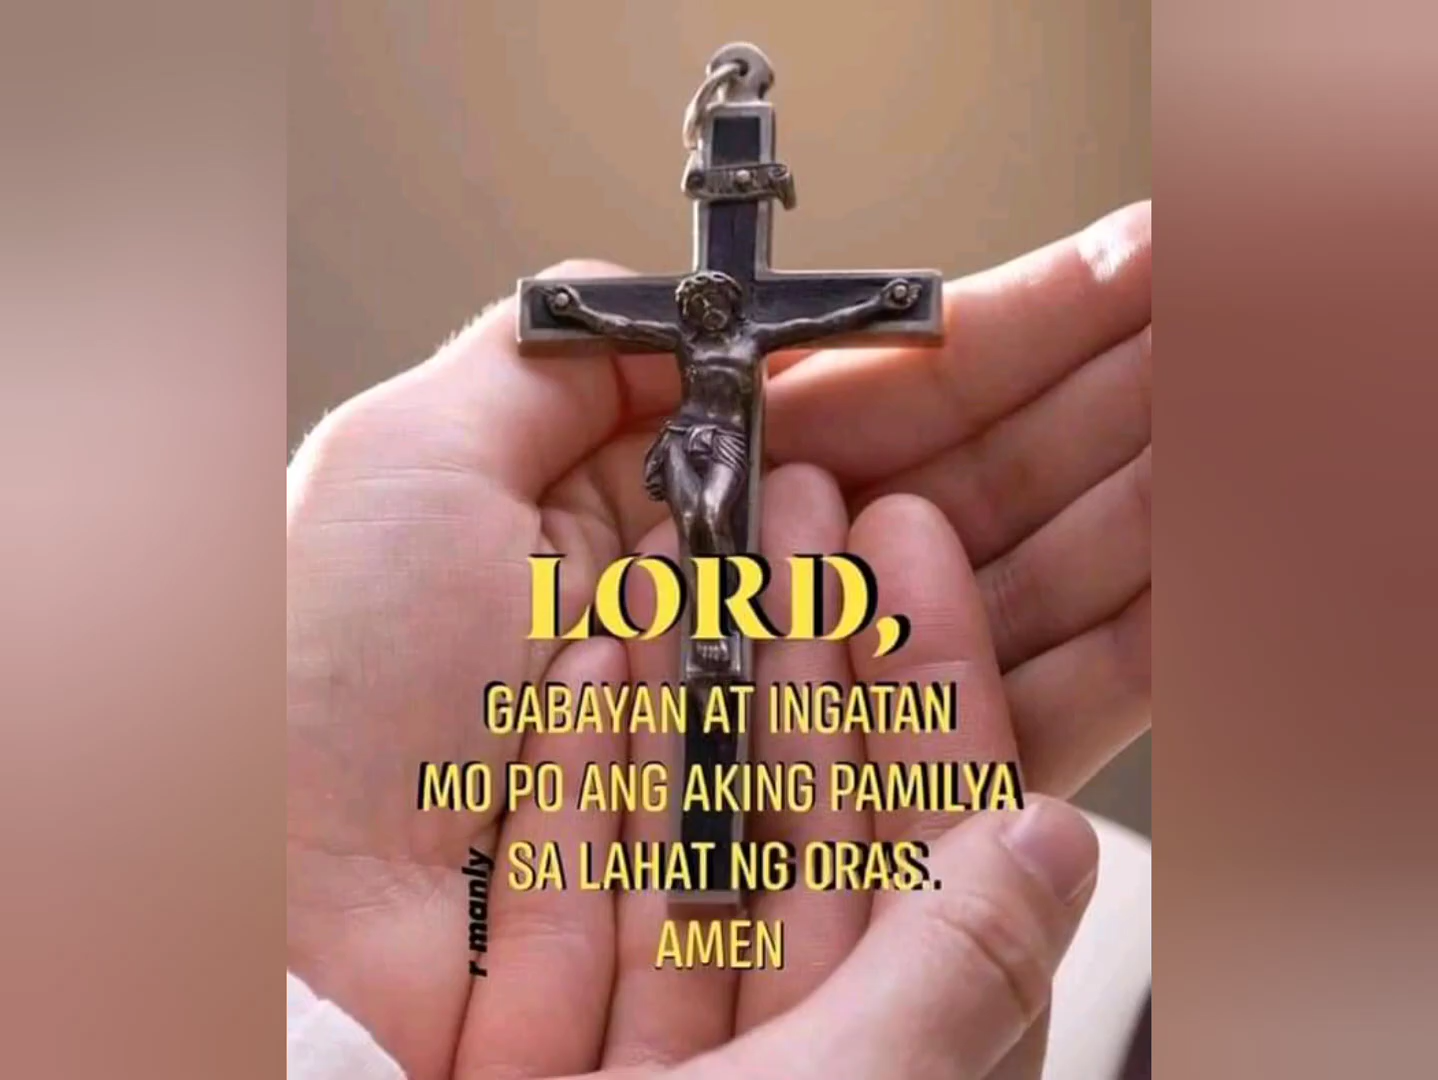 LORD,
GABAYAN AT INGATAN
MO PO ANG AKING PAMILYA
SA LAHAT NG ORAS.
AMEN
r manly